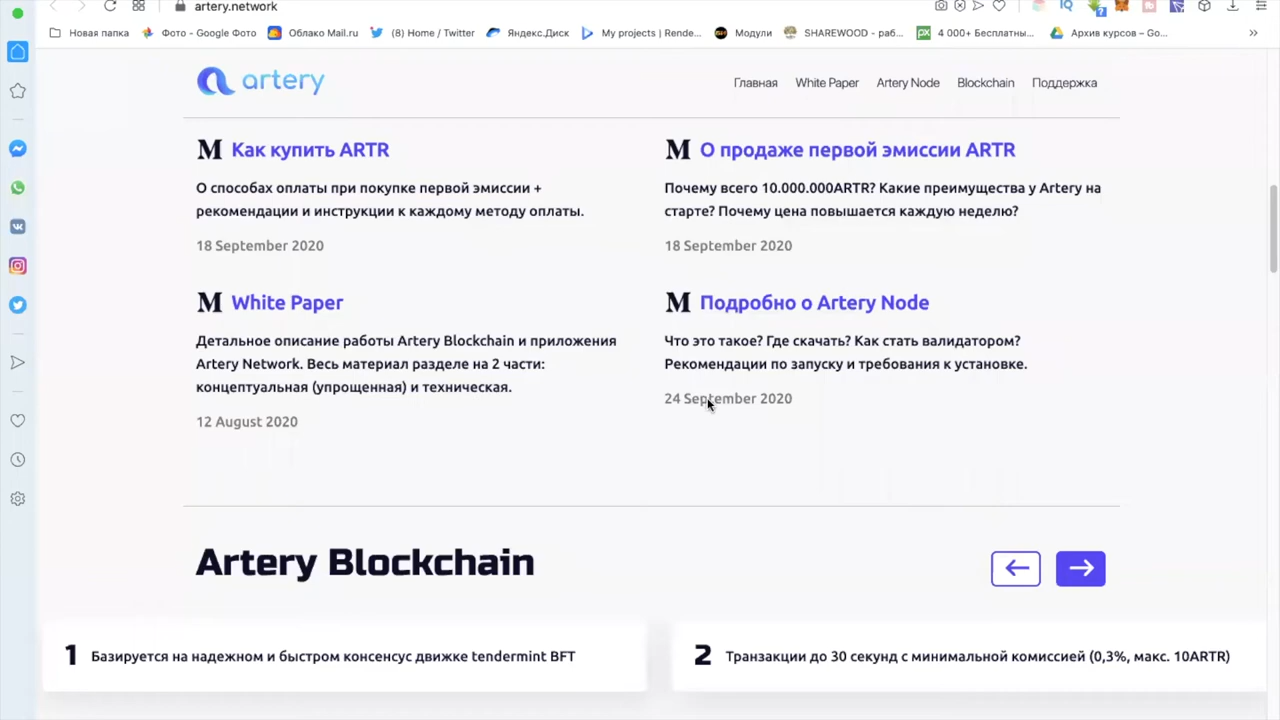 artery.network
?
Новая папка
Фото - Google Фото
Облако Mail.ru
(8) Home / Twitter
Яндекс.Диск
My projects | Rende...
Модули
SHAREWOOD - раб...
4 000+ Бесплатны...
Архив курсов – Go...
artery
Главная
White Paper
Artery Node
Blockchain
Поддержка
M Как купить ARTR
О способах оплаты при покупке первой эмиссии +
рекомендации и инструкции к каждому методу оплаты.
18 September 2020
M О продаже первой эмиссии ARTR
Почему всего 10.000.000ARTR? Какие преимущества у Artery на
старте? Почему цена повышается каждую неделю?
18 September 2020
M White Paper
Детальное описание работы Artery Blockchain и приложения
Artery Network. Весь материал разделе на 2 части:
концептуальная (упрощенная) и техническая.
12 August 2020
M Подробно о Artery Node
Что это такое? Где скачать? Как стать валидатором?
Рекомендации по запуску и требования к установке.
24 September 2020
Artery Blockchain
1 Базируется на надежном и быстром консенсус движке tendermint BFT
2 Транзакции до 30 секунд с минимальной комиссией (0,3%, макс. 10ARTR)